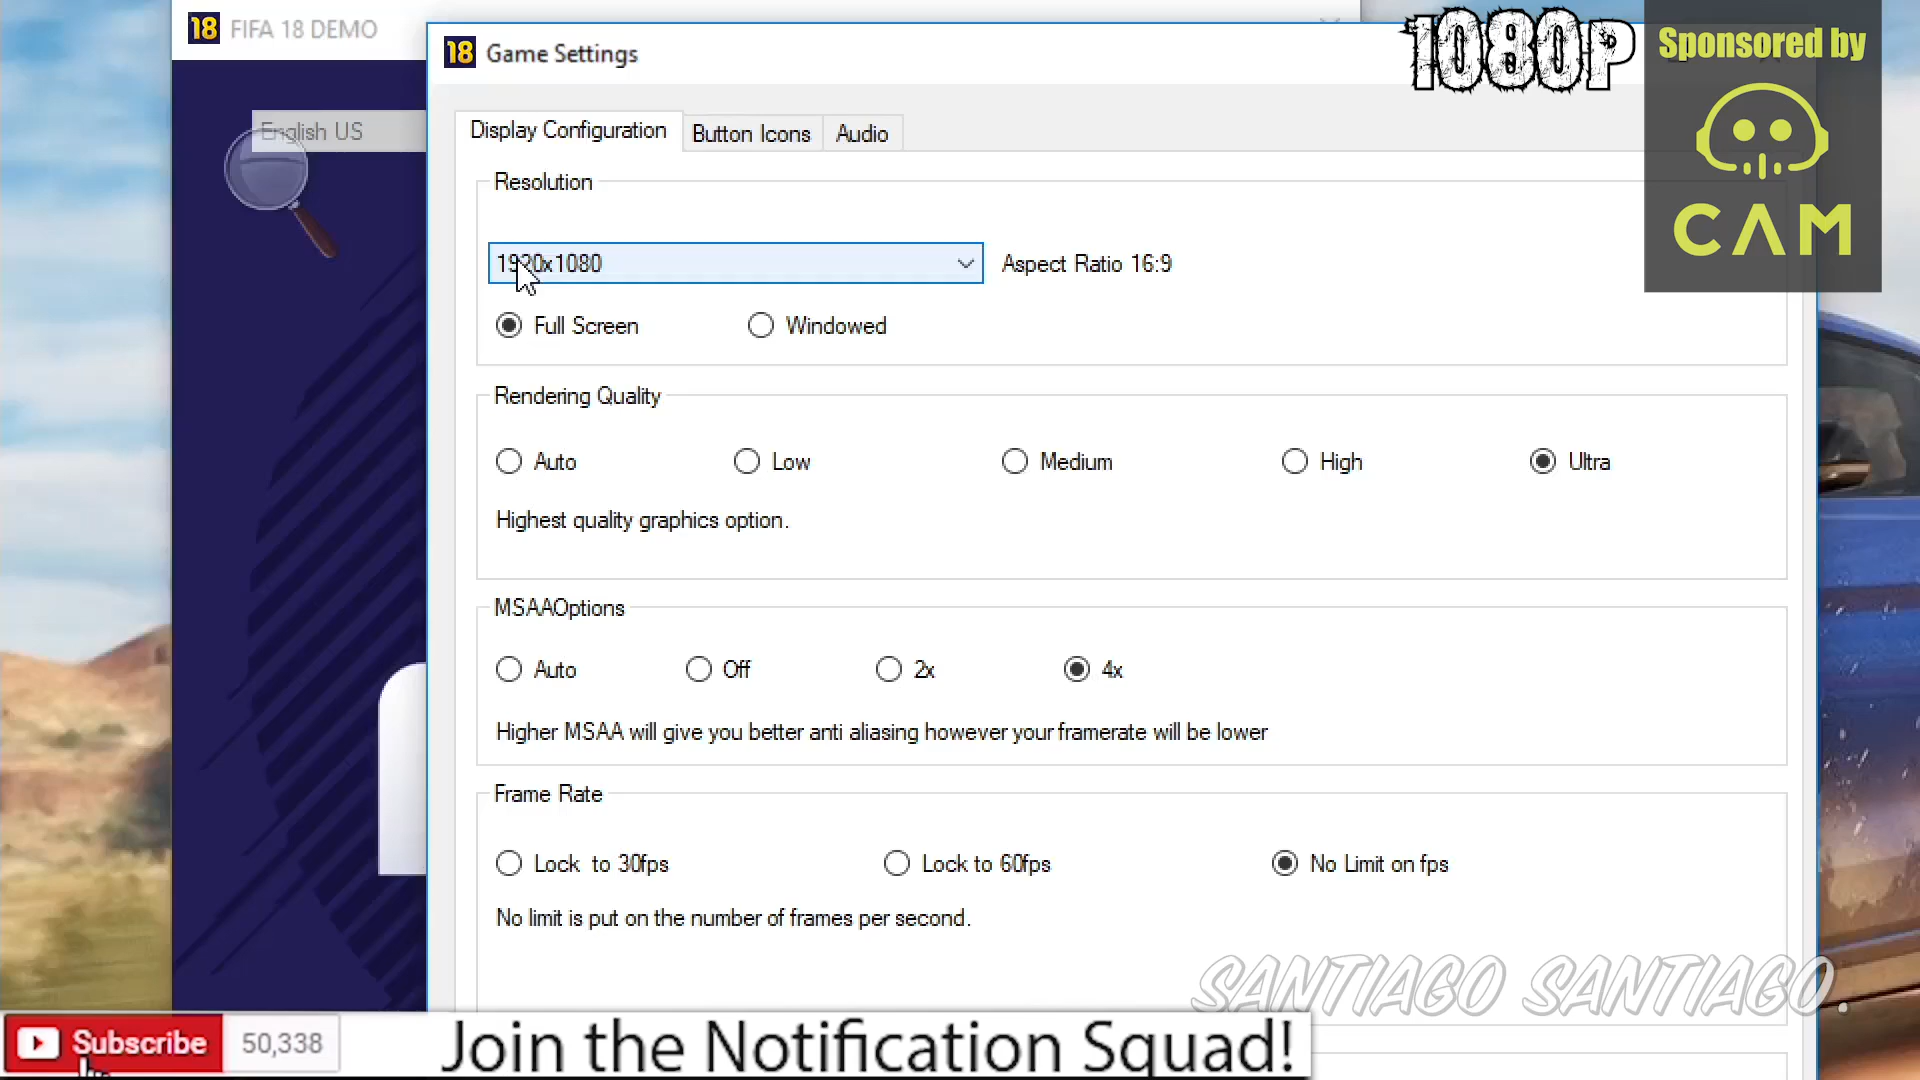 18 FIFA 18 DEMO
18 Game Settings
1080P
Sponsored by
CAM
English US
Display Configuration
Button Icons
Audio
Resolution
1920x1080
Aspect Ratio 16:9
Full Screen
Windowed
Rendering Quality
Auto
Low
Medium
High
Ultra
Highest quality graphics option.
MSAAOptions
Auto
Off
2x
4x
Higher MSAA will give you better anti aliasing however your framerate will be lower
Frame Rate
Lock to 30fps
Lock to 60fps
No Limit on fps
No limit is put on the number of frames per second.
SANTIAGO SANTIAGO.
Subscribe
50,338
Join the Notification Squad!